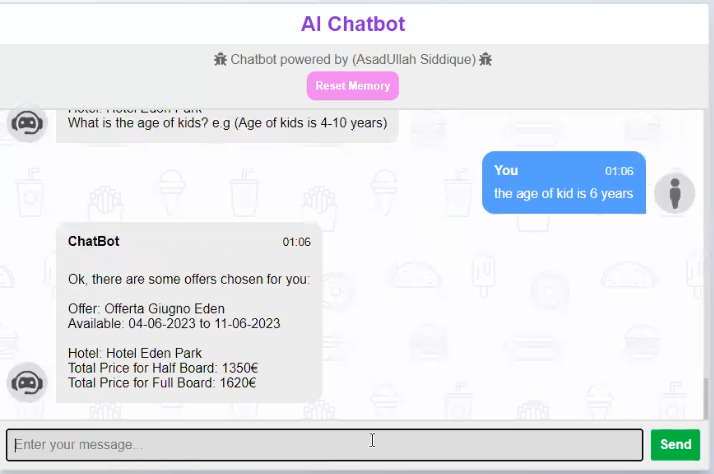 AI Chatbot
Chatbot powered by (AsadUllah Siddique)
Reset Memory
Hotel: Hotel Eden Park
What is the age of kids? e.g (Age of kids is 4-10 years)
You 01:06
the age of kid is 6 years
ChatBot 01:06
Ok, there are some offers chosen for you:
Offer: Offerta Giugno Eden
Available: 04-06-2023 to 11-06-2023
Hotel: Hotel Eden Park
Total Price for Half Board: 1350€
Total Price for Full Board: 1620€
Enter your message...
Send